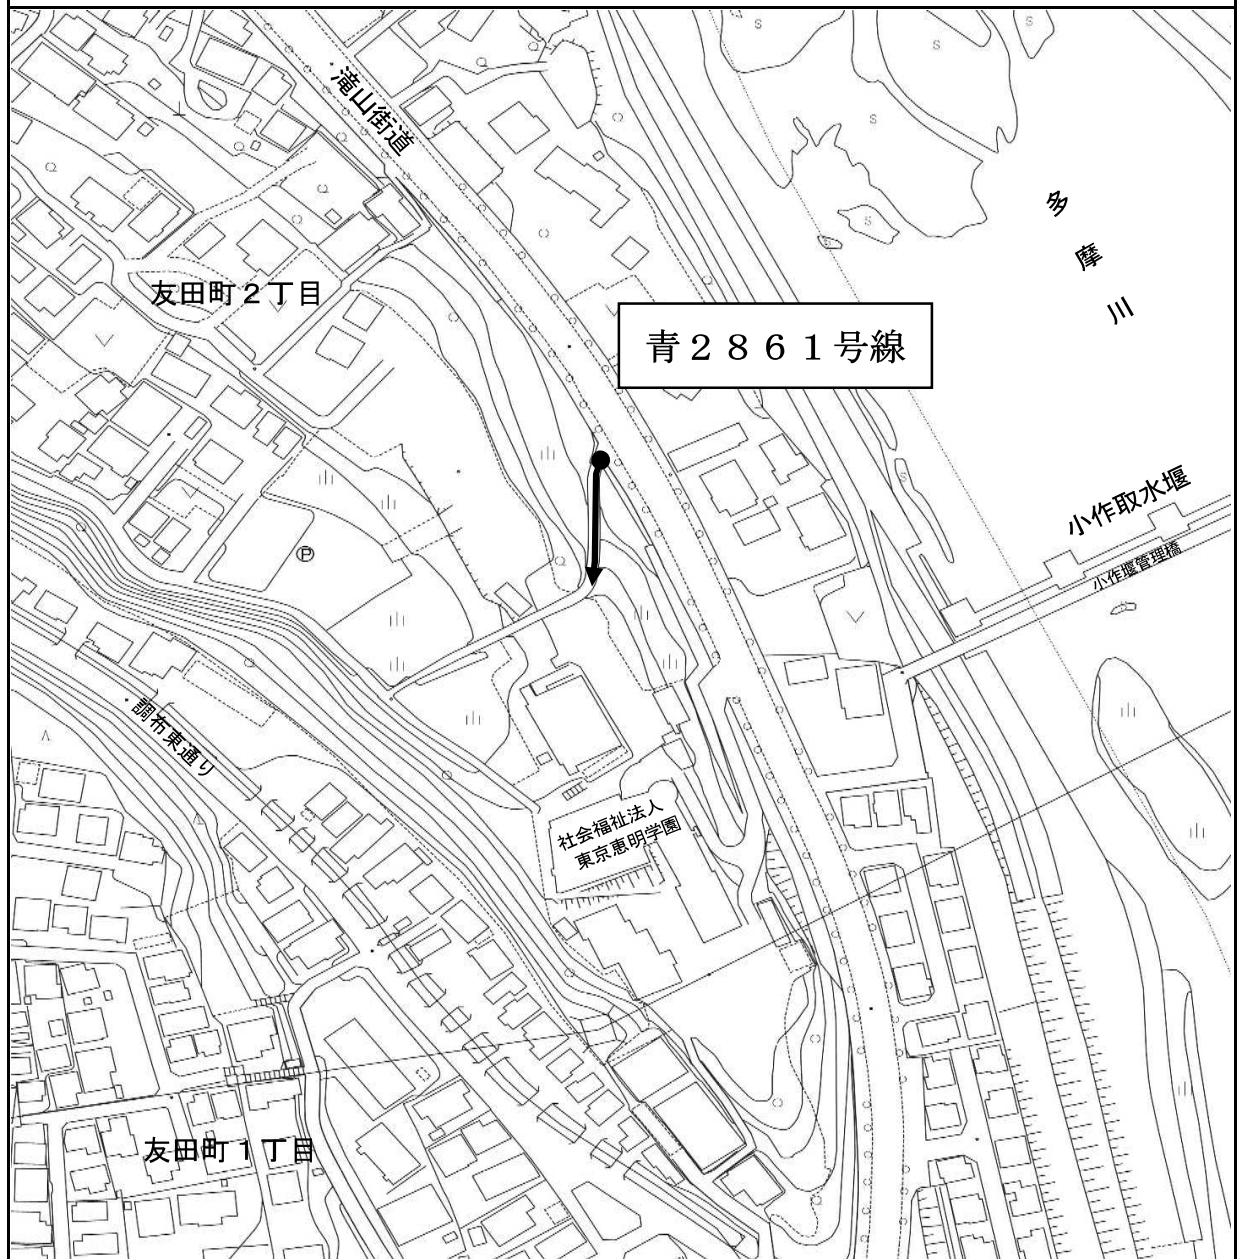 滝山街道
多摩川
友田町２丁目
青２８６１号線
小作取水堰
小作堰管理橋
Ⓟ
調布東通り
社会福祉法人
東京恵明学園
友田町１丁目